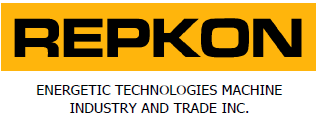 REPKON
ENERGETIC TECHNOLOGIES MACHINE
INDUSTRY AND TRADE INC.